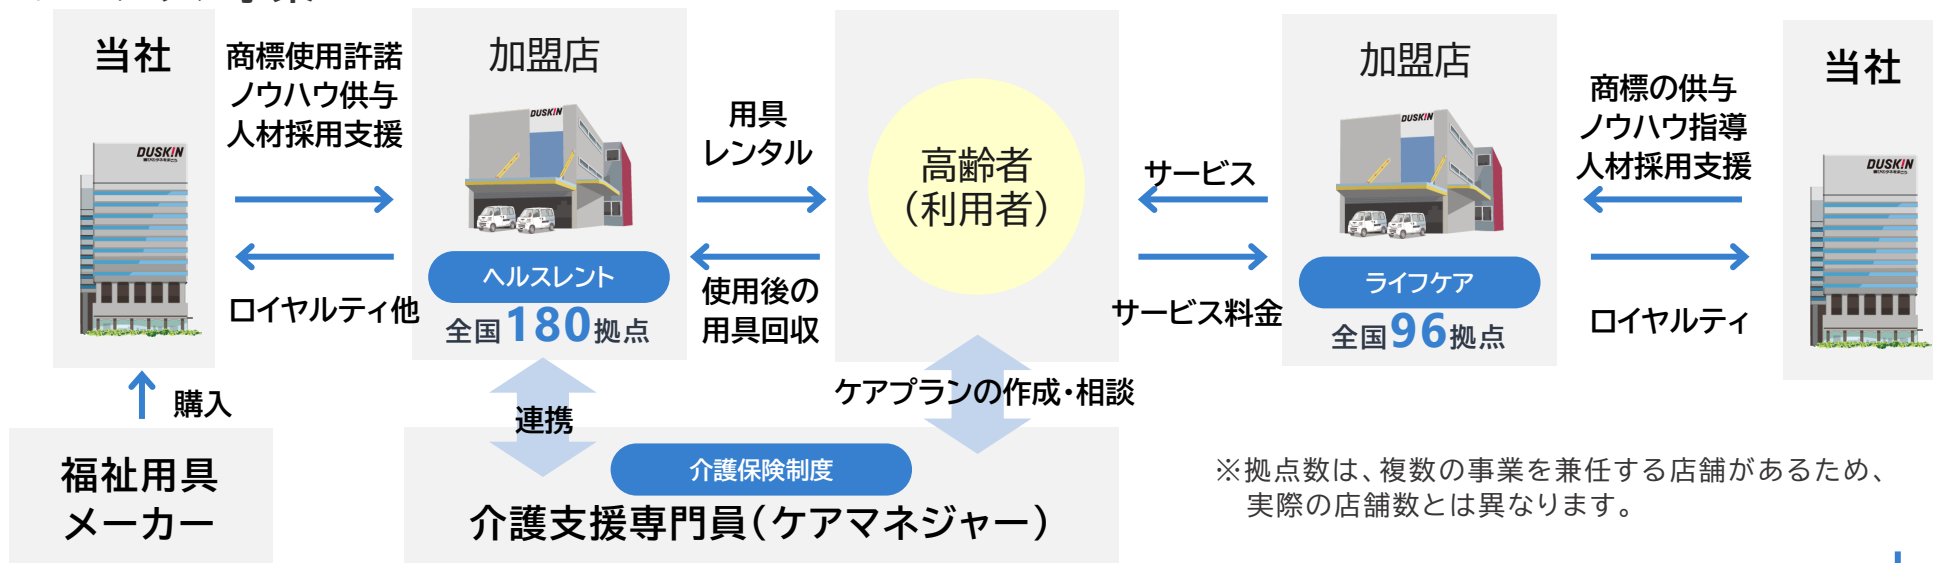 当社
商標使用許諾
ノウハウ供与
人材採用支援
DUSKIN
ロイヤルティ他
購入
福祉用具
メーカー
加盟店
DUSKIN
ヘルスレント
全国180拠点
用具
レンタル
使用後の
用具回収
連携
高齢者
(利用者)
ケアプランの作成・相談
介護保険制度
介護支援専門員(ケアマネジャー)
サービス
サービス料金
加盟店
DUSKIN
ライフケア
全国96拠点
商標の供与
ノウハウ指導
人材採用支援
ロイヤルティ
当社
DUSKIN
※拠点数は、複数の事業を兼任する店舗があるため、
実際の店舗数とは異なります。